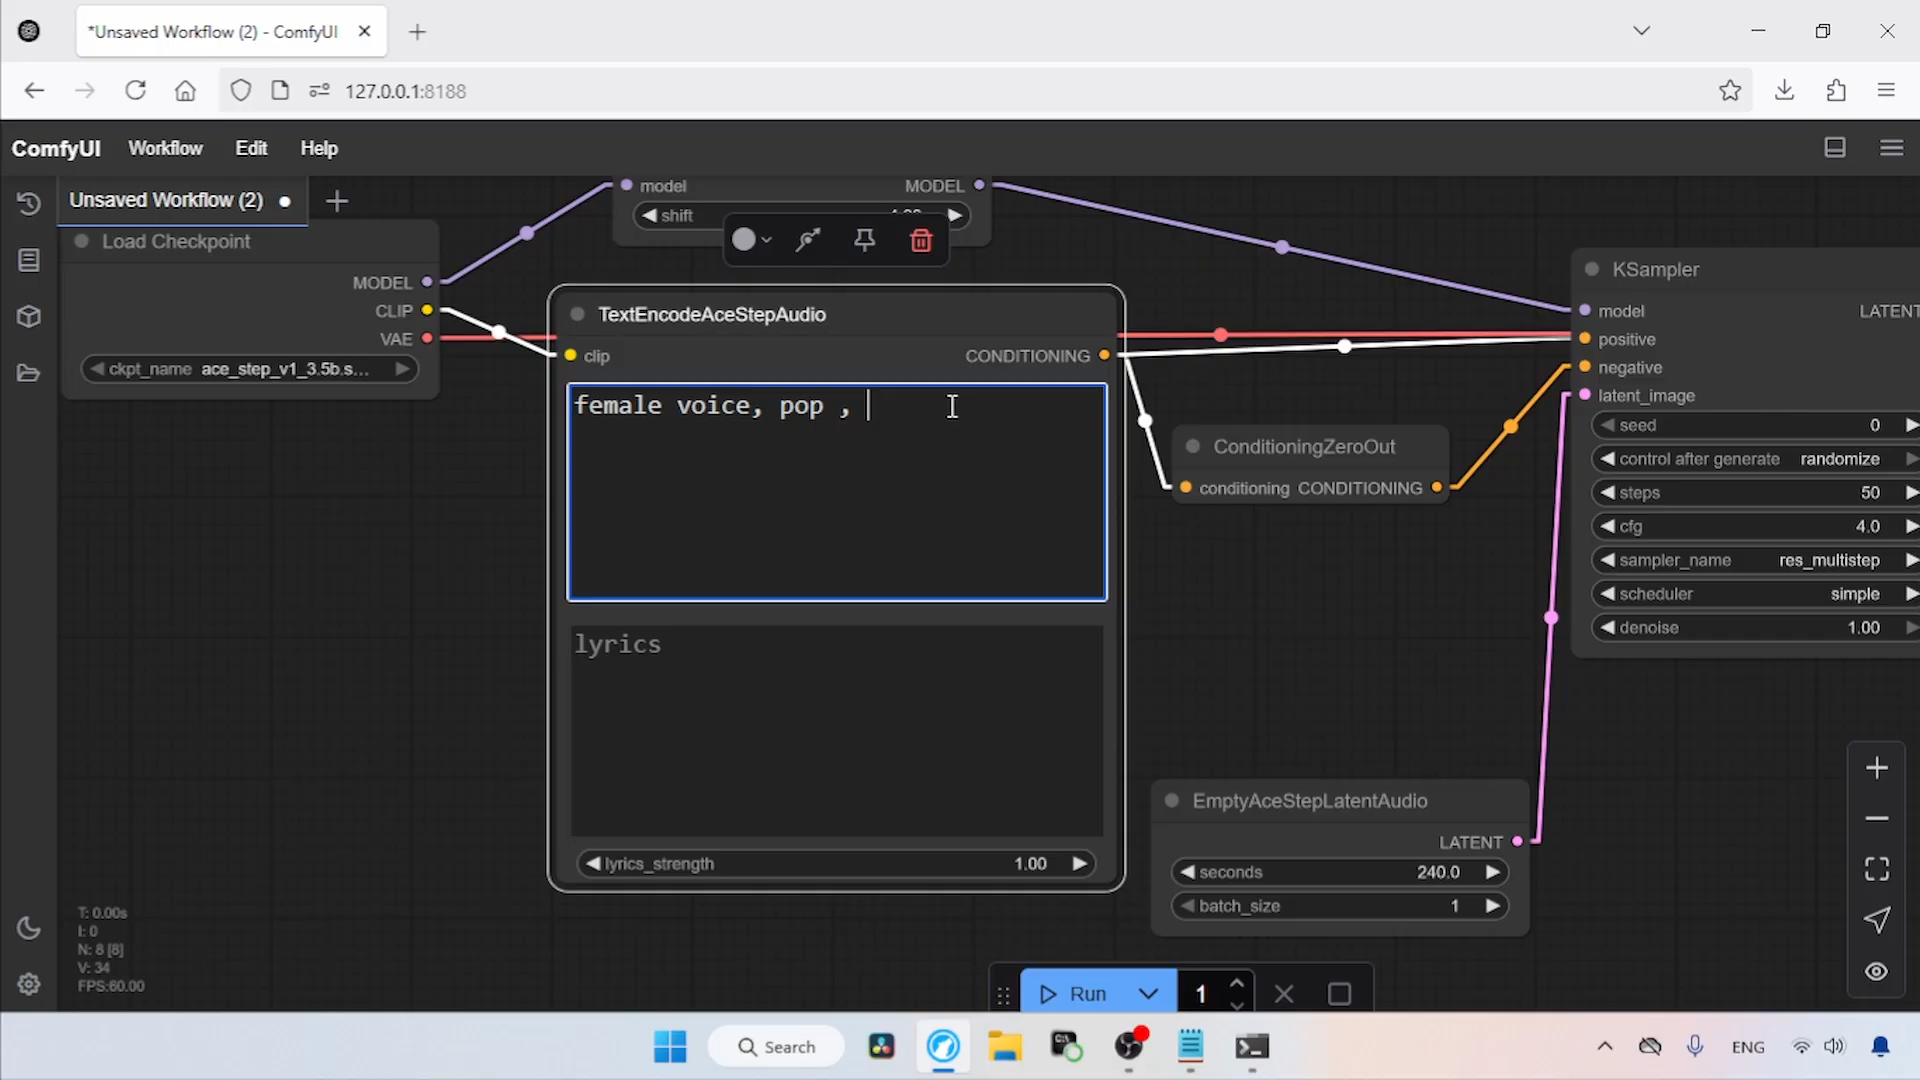 *Unsaved Workflow (2) - ComfyUI
127.0.0.1:8188
ComfyUI Workflow Edit Help
Unsaved Workflow (2)
model MODEL
shift
Load Checkpoint
MODEL
CLIP
VAE
ckpt_name ace_step_v1_3.5b.s...
TextEncodeAceStepAudio
clip CONDITIONING
female voice, pop ,
lyrics
lyrics_strength 1.00
ConditioningZeroOut
conditioning CONDITIONING
EmptyAceStepLatentAudio
LATENT
seconds 240.0
batch_size 1
KSampler
model LATENT
positive
negative
latent_image
seed 0
control after generate randomize
steps 50
cfg 4.0
sampler_name res_multistep
scheduler simple
denoise 1.00
T: 0.00s
I: 0
N: 8 [8]
V: 34
FPS:60.00
Run 1
Search
ENG